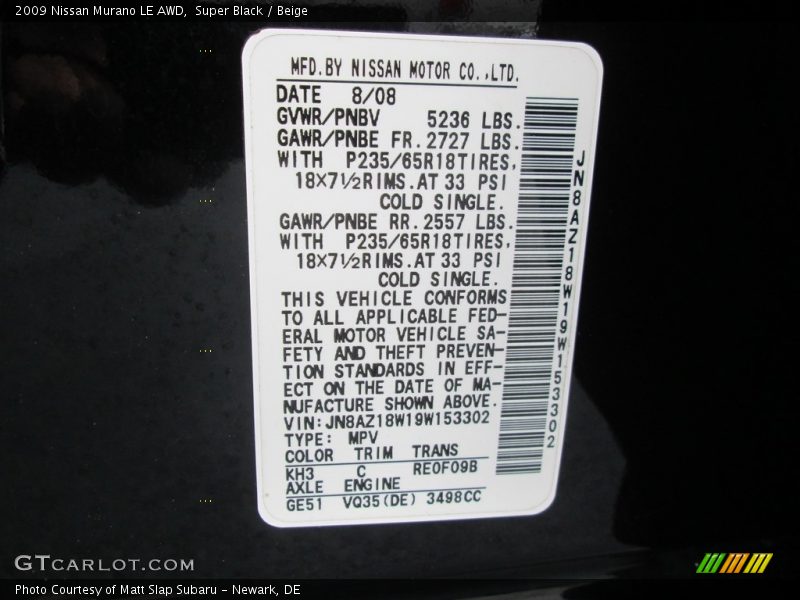 2009 Nissan Murano LE AWD,  Super Black / Beige
MFD.BY NISSAN MOTOR CO.,LTD.
DATE 8/08
GVWR/PNBV 5236 LBS.
GAWR/PNBE FR.2727 LBS.
WITH P235/65R18TIRES,
18×7½RIMS.AT 33 PSI
COLD SINGLE.
GAWR/PNBE RR.2557 LBS.
WITH P235/65R18TIRES,
18×7½RIMS.AT 33 PSI
COLD SINGLE.
THIS VEHICLE CONFORMS
TO ALL APPLICABLE FED-
ERAL MOTOR VEHICLE SA-
FETY AND THEFT PREVEN-
TION STANDARDS IN EFF-
ECT ON THE DATE OF MA-
NUFACTURE SHOWN ABOVE.
VIN:JN8AZ18W19W153302
TYPE: MPV
COLOR TRIM TRANS
KH3 C RE0F09B
AXLE ENGINE
GE51 VQ35(DE) 3498CC
JN8AZ18W19W153302
GTCARLOT.COM
Photo Courtesy of Matt Slap Subaru – Newark, DE